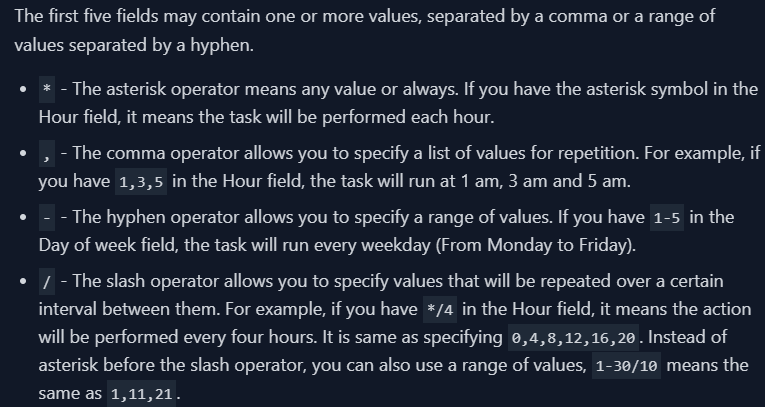 The first five fields may contain one or more values, separated by a comma or a range of
values separated by a hyphen.
• * - The asterisk operator means any value or always. If you have the asterisk symbol in the
Hour field, it means the task will be performed each hour.
• , - The comma operator allows you to specify a list of values for repetition. For example, if
you have 1,3,5 in the Hour field, the task will run at 1 am, 3 am and 5 am.
• - - The hyphen operator allows you to specify a range of values. If you have 1-5 in the
Day of week field, the task will run every weekday (From Monday to Friday).
• / - The slash operator allows you to specify values that will be repeated over a certain
interval between them. For example, if you have */4 in the Hour field, it means the action
will be performed every four hours. It is same as specifying 0,4,8,12,16,20. Instead of
asterisk before the slash operator, you can also use a range of values, 1-30/10 means the
same as 1,11,21.